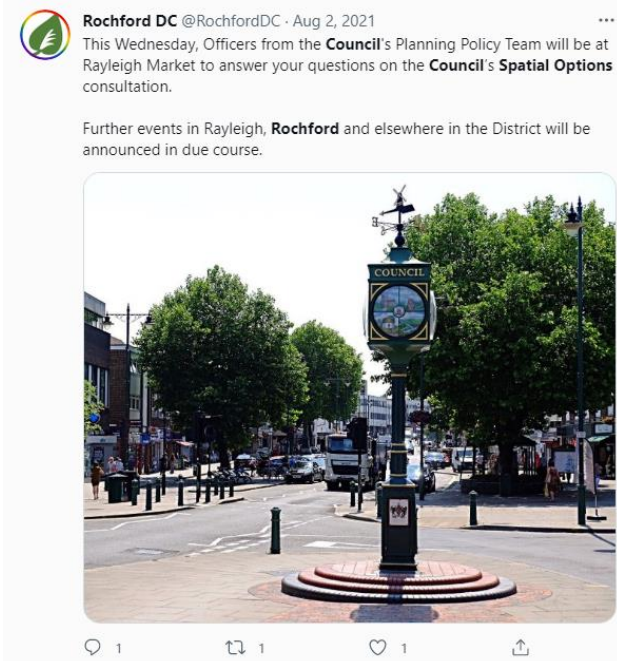 Rochford DC @RochfordDC · Aug 2, 2021
This Wednesday, Officers from the Council's Planning Policy Team will be at
Rayleigh Market to answer your questions on the Council's Spatial Options
consultation.
Further events in Rayleigh, Rochford and elsewhere in the District will be
announced in due course.
COUNCIL
1 1 1